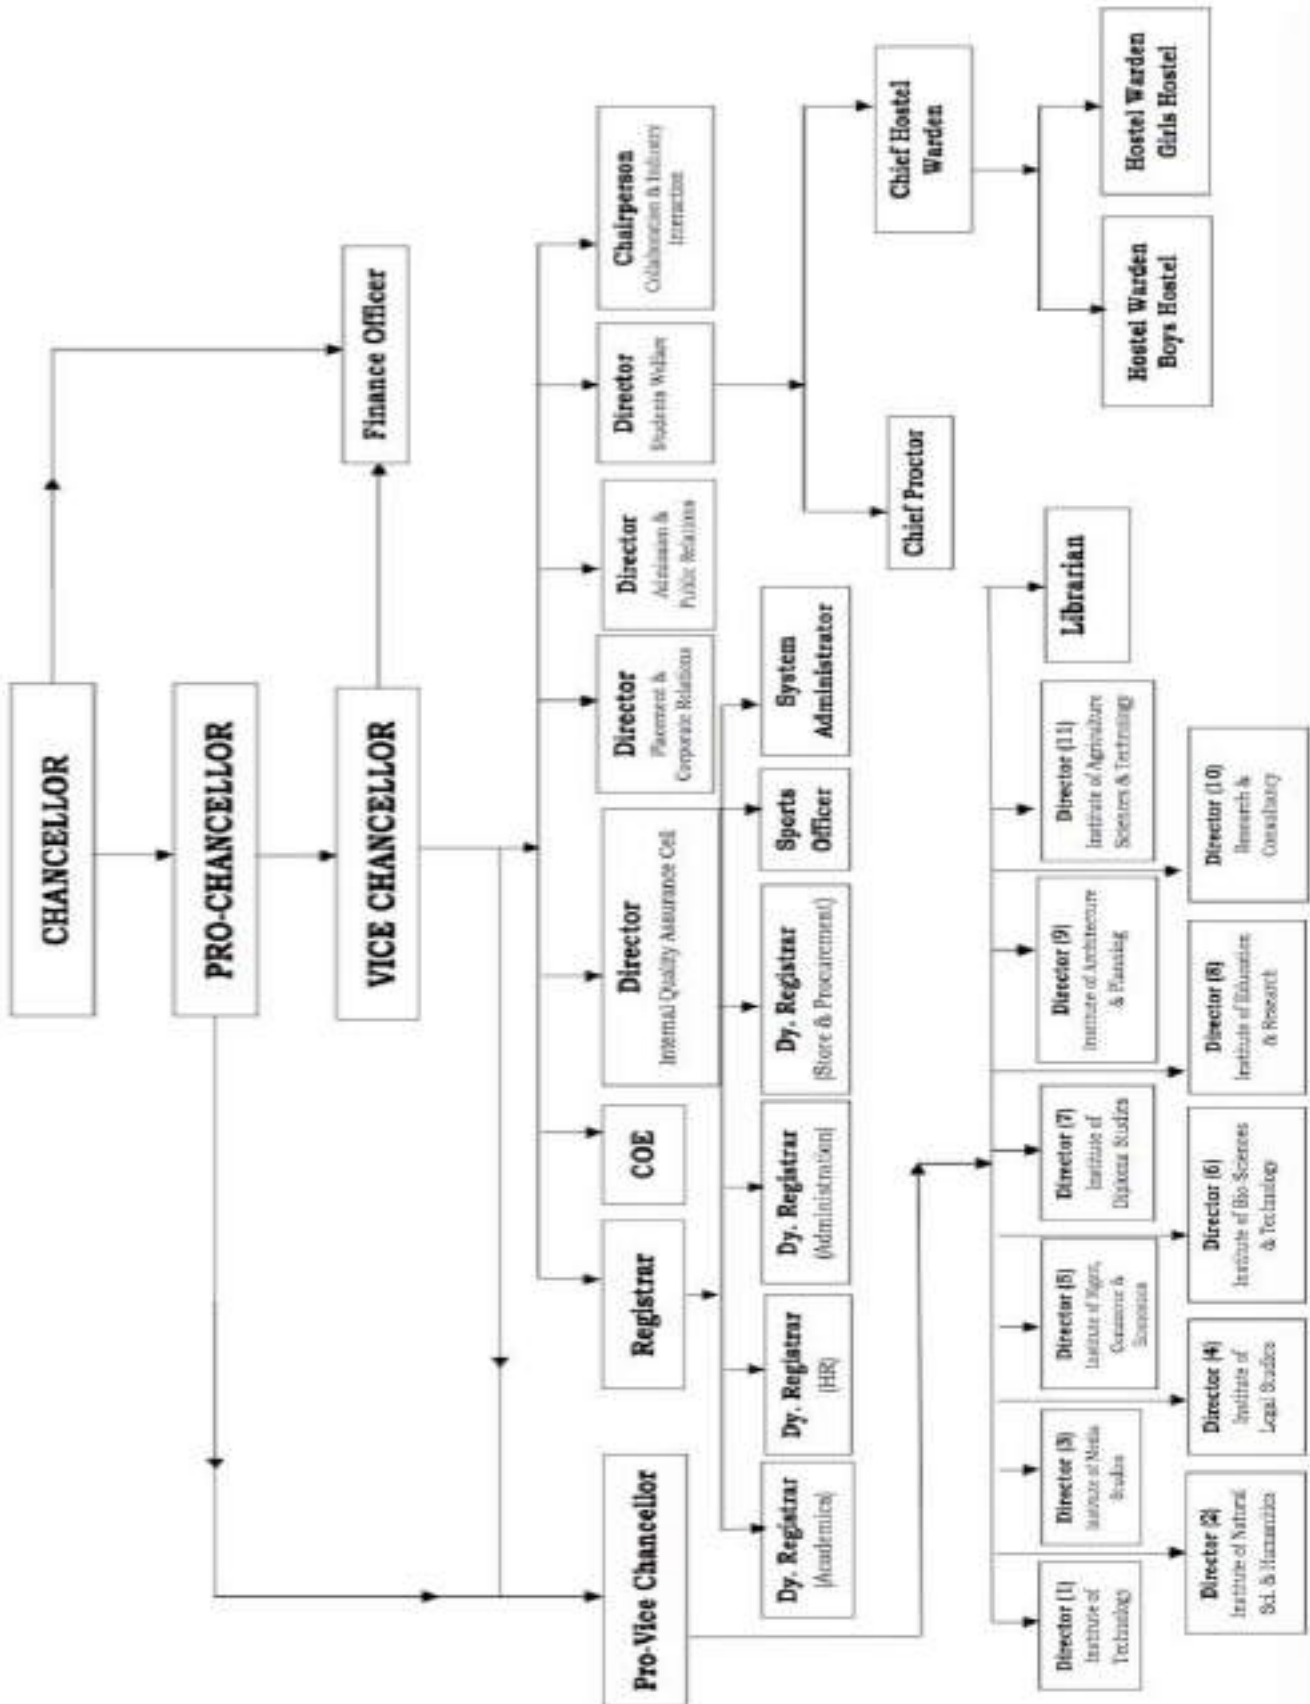 CHANCELLOR
PRO-CHANCELLOR
VICE CHANCELLOR
Finance Officer
Pro-Vice Chancellor
Registrar
COE
Director
Internal Quality Assurance Cell
Director
Placement &
Corporate Relations
Director
Admission &
Public Relations
Director
Students Welfare
Chairperson
Collaboration & Industry
Interaction
Dy. Registrar
(Academics)
Dy. Registrar
(HR)
Dy. Registrar
(Administration)
Dy. Registrar
(Store & Procurement)
Sports
Officer
System
Administrator
Chief Proctor
Chief Hostel
Warden
Hostel Warden
Boys Hostel
Hostel Warden
Girls Hostel
Director (1)
Institute of
Technology
Director (3)
Institute of Media
Studies
Director (5)
Institute of Mgmt,
Commerce &
Economics
Director (7)
Institute of
Diploma Studies
Director (9)
Institute of Architecture
& Planning
Director (11)
Institute of Agriculture
Sciences & Technology
Librarian
Director (2)
Institute of Natural
Sci. & Humanities
Director (4)
Institute of
Legal Studies
Director (6)
Institute of Bio-Sciences
& Technology
Director (8)
Institute of Education
& Research
Director (10)
Research &
Consultancy